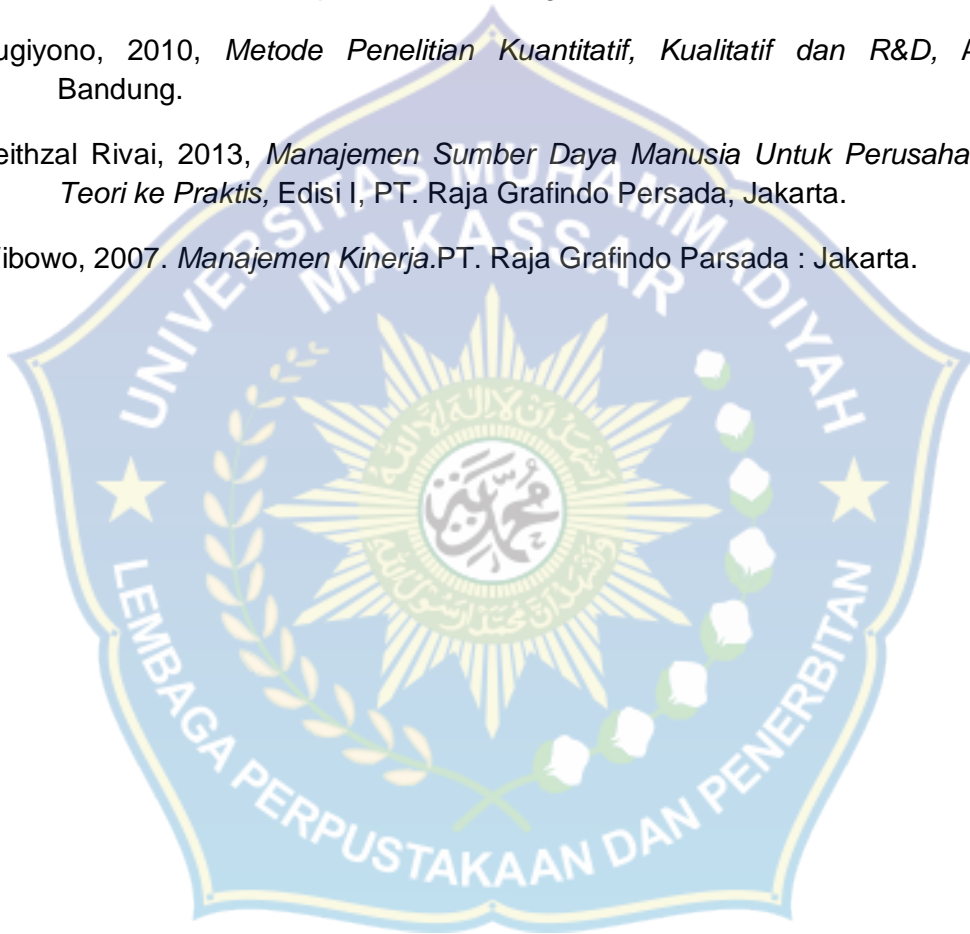 ugiyono, 2010, Metode Penelitian Kuantitatif, Kualitatif dan R&D, A
Bandung.
eithzal Rivai, 2013, Manajemen Sumber Daya Manusia Untuk Perusaha
Teori ke Praktis, Edisi I, PT. Raja Grafindo Persada, Jakarta.
ibowo, 2007. Manajemen Kinerja.PT. Raja Grafindo Parsada : Jakarta.
UNIVERSITAS MUHAMMADIYAH
MAKASSAR
LEMBAGA PERPUSTAKAAN DAN PENERBITAN